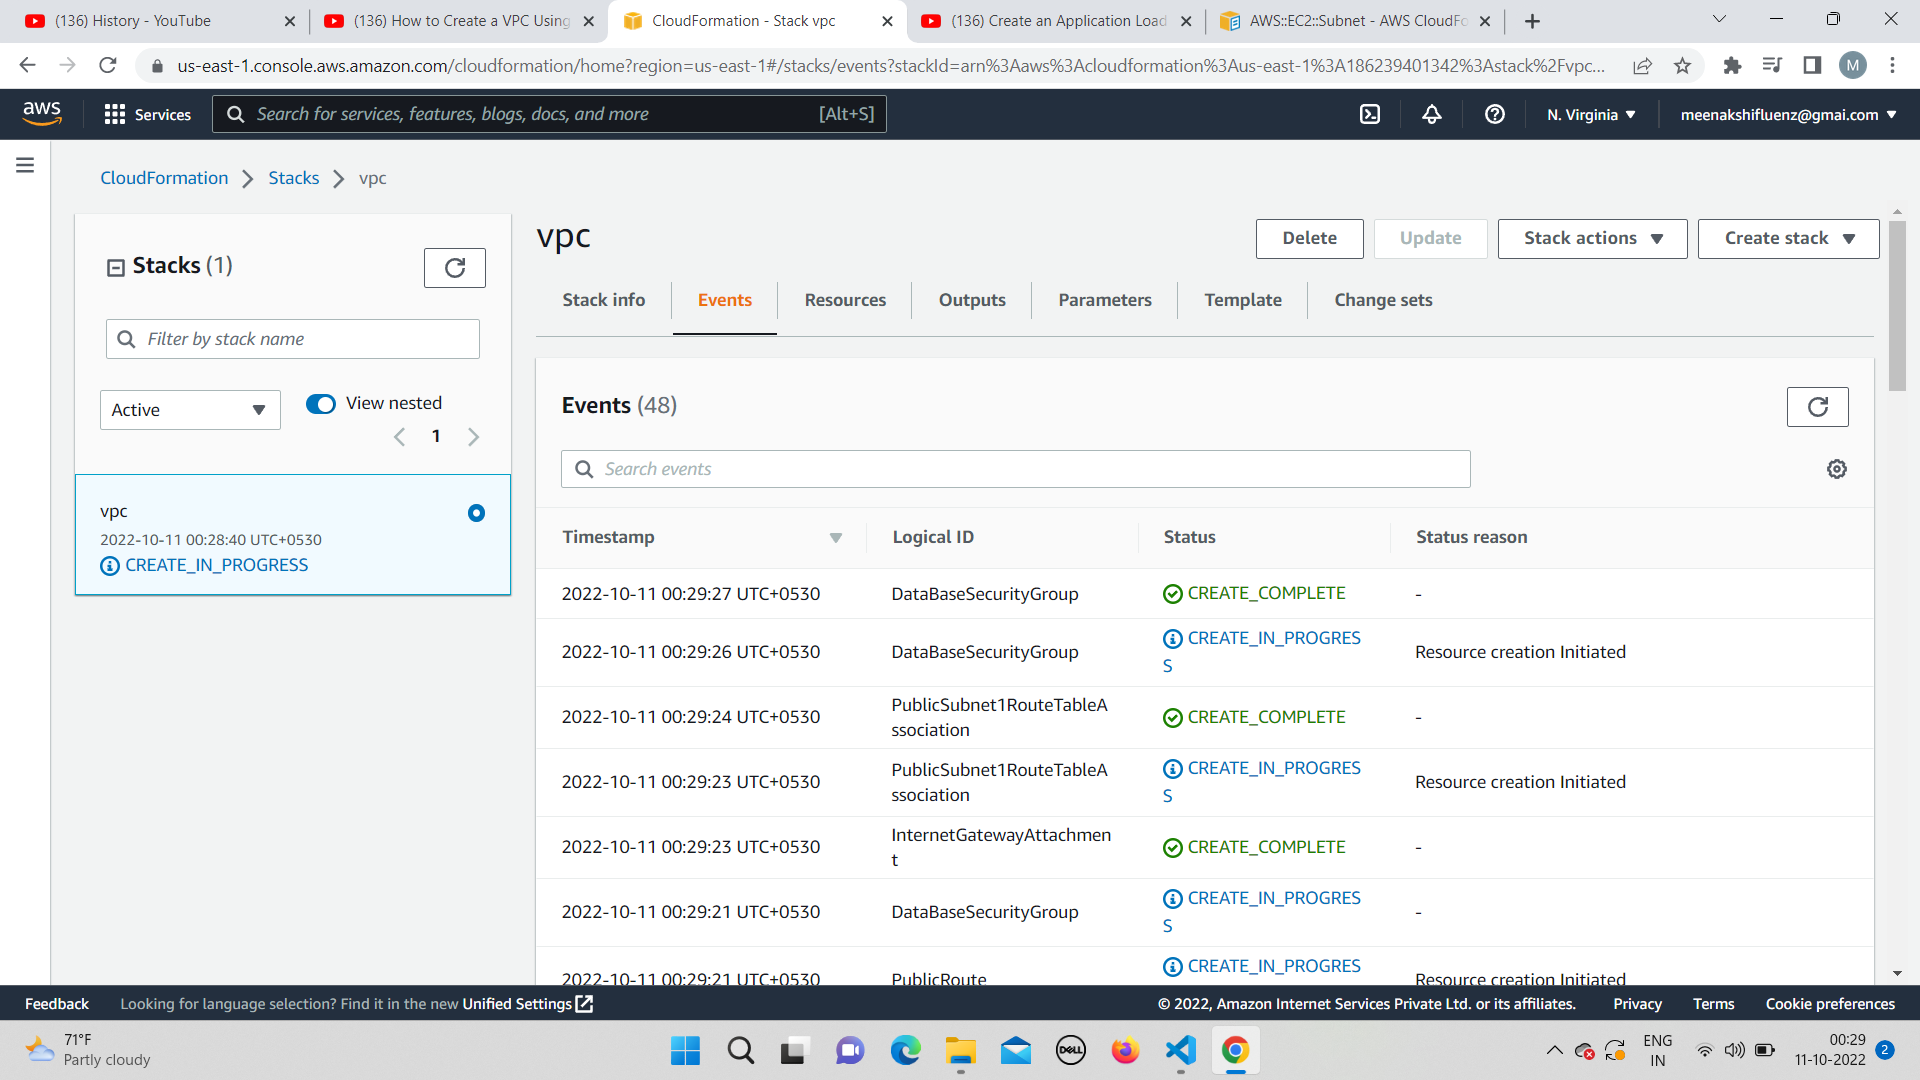 (136) History - YouTube
(136) How to Create a VPC Using
CloudFormation - Stack vpc
(136) Create an Application Load
AWS::EC2::Subnet - AWS CloudFo
us-east-1.console.aws.amazon.com/cloudformation/home?region=us-east-1#/stacks/events?stackId=arn%3Aaws%3Acloudformation%3Aus-east-1%3A186239401342%3Astack%2Fvpc...
M
aws
Services
Search for services, features, blogs, docs, and more
[Alt+S]
N. Virginia
meenakshifluenz@gmai.com
CloudFormation
Stacks
vpc
Stacks (1)
Filter by stack name
Active
View nested
1
vpc
2022-10-11 00:28:40 UTC+0530
CREATE_IN_PROGRESS
vpc
Delete
Update
Stack actions
Create stack
Stack info
Events
Resources
Outputs
Parameters
Template
Change sets
Events (48)
Search events
Timestamp
Logical ID
Status
Status reason
2022-10-11 00:29:27 UTC+0530
DataBaseSecurityGroup
CREATE_COMPLETE
-
2022-10-11 00:29:26 UTC+0530
DataBaseSecurityGroup
CREATE_IN_PROGRES
S
Resource creation Initiated
2022-10-11 00:29:24 UTC+0530
PublicSubnet1RouteTableA
ssociation
CREATE_COMPLETE
-
2022-10-11 00:29:23 UTC+0530
PublicSubnet1RouteTableA
ssociation
CREATE_IN_PROGRES
S
Resource creation Initiated
2022-10-11 00:29:23 UTC+0530
InternetGatewayAttachmen
t
CREATE_COMPLETE
-
2022-10-11 00:29:21 UTC+0530
DataBaseSecurityGroup
CREATE_IN_PROGRES
S
-
2022-10-11 00:29:21 UTC+0530
PublicRoute
CREATE_IN_PROGRES
Resource creation Initiated
Feedback
Looking for language selection? Find it in the new Unified Settings
© 2022, Amazon Internet Services Private Ltd. or its affiliates.
Privacy
Terms
Cookie preferences
71°F
Partly cloudy
DELL
ENG
IN
00:29
11-10-2022
2